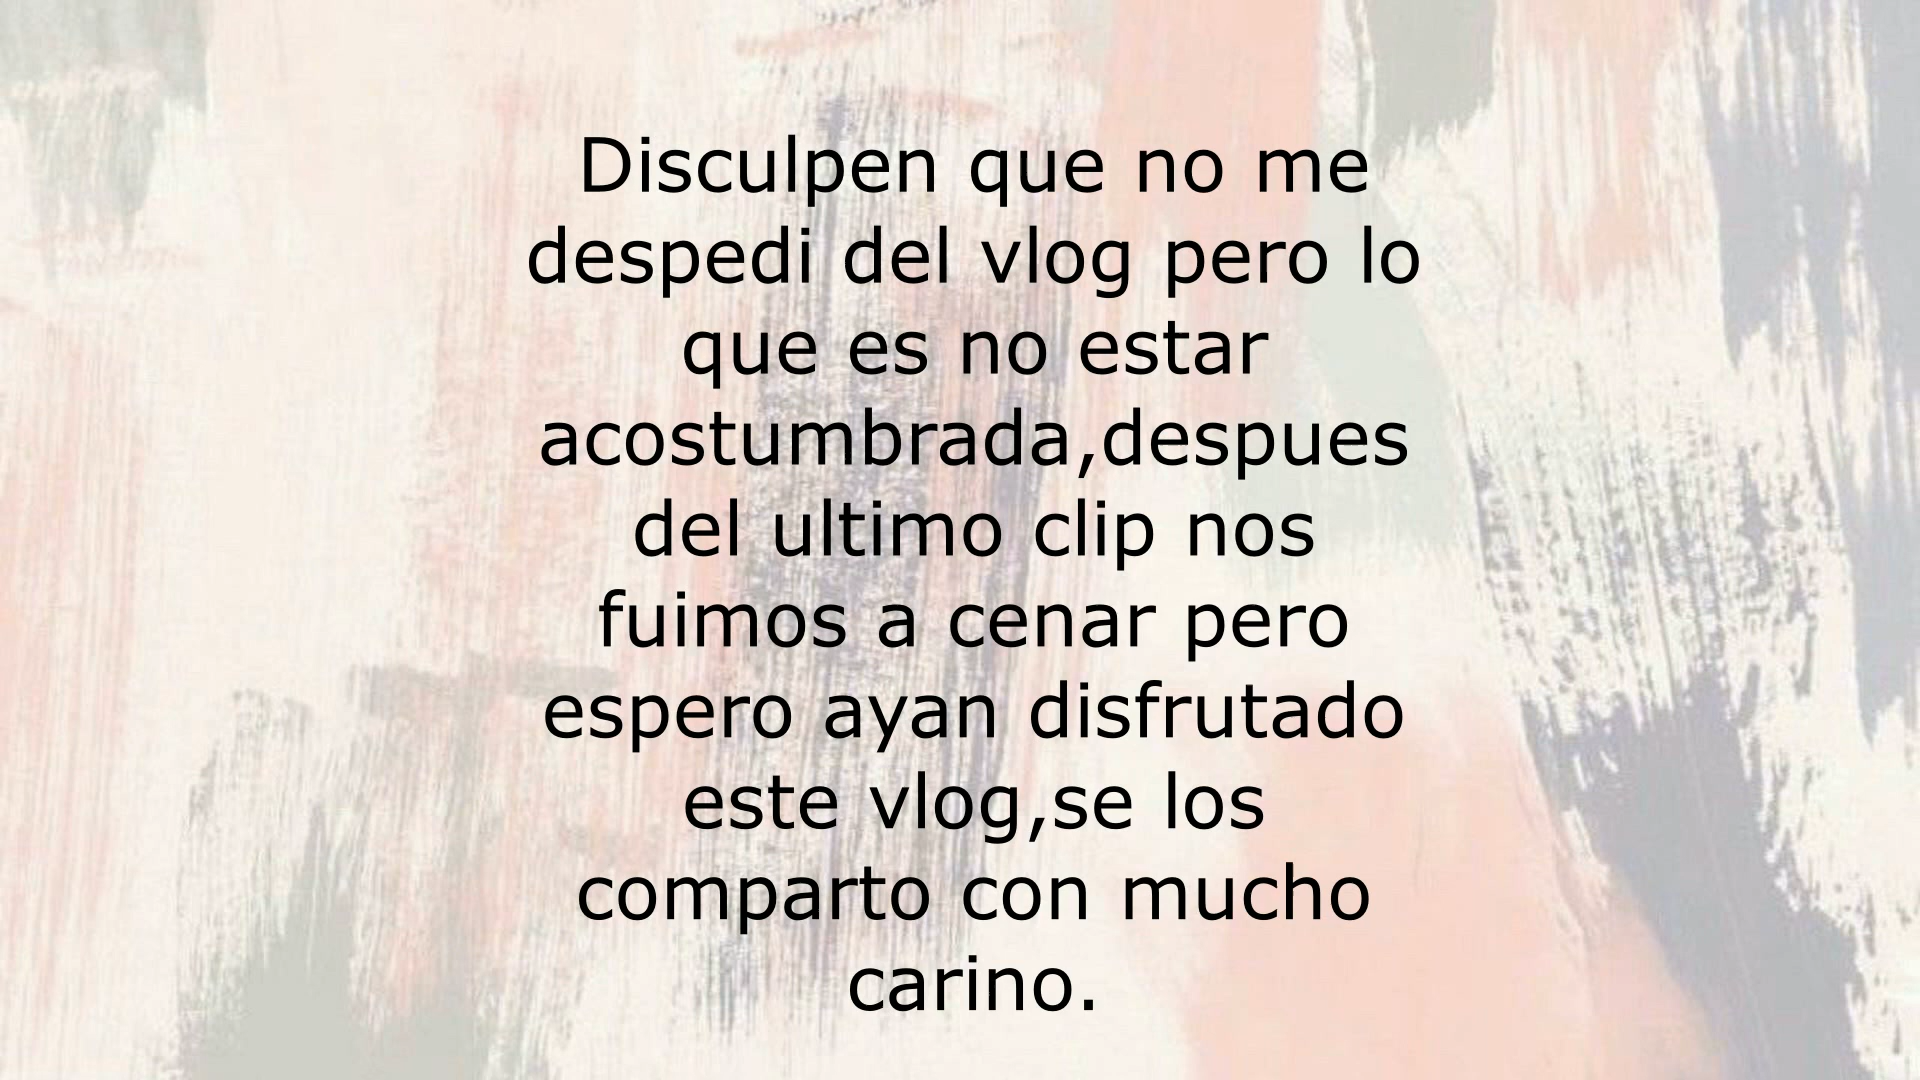 Disculpen que no me
despedi del vlog pero lo
que es no estar
acostumbrada,despues
del ultimo clip nos
fuimos a cenar pero
espero ayan disfrutado
este vlog,se los
comparto con mucho
carino.